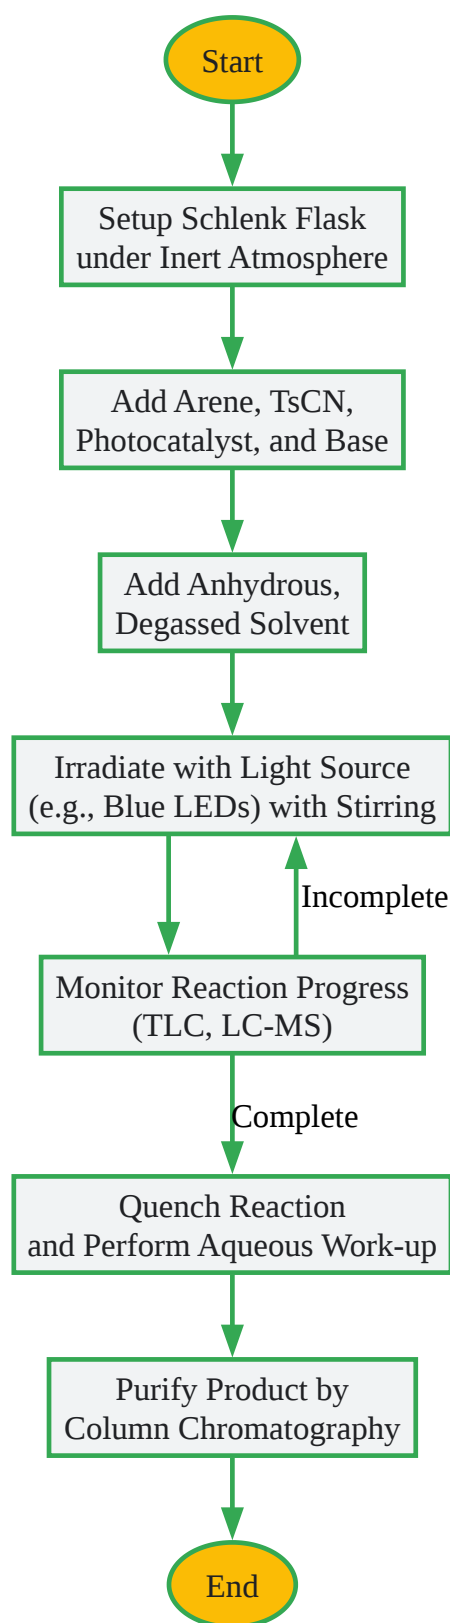 Start
Setup Schlenk Flask
under Inert Atmosphere
Add Arene, TsCN,
Photocatalyst, and Base
Add Anhydrous,
Degassed Solvent
Irradiate with Light Source
(e.g., Blue LEDs) with Stirring
Incomplete
Monitor Reaction Progress
(TLC, LC-MS)
Complete
Quench Reaction
and Perform Aqueous Work-up
Purify Product by
Column Chromatography
End